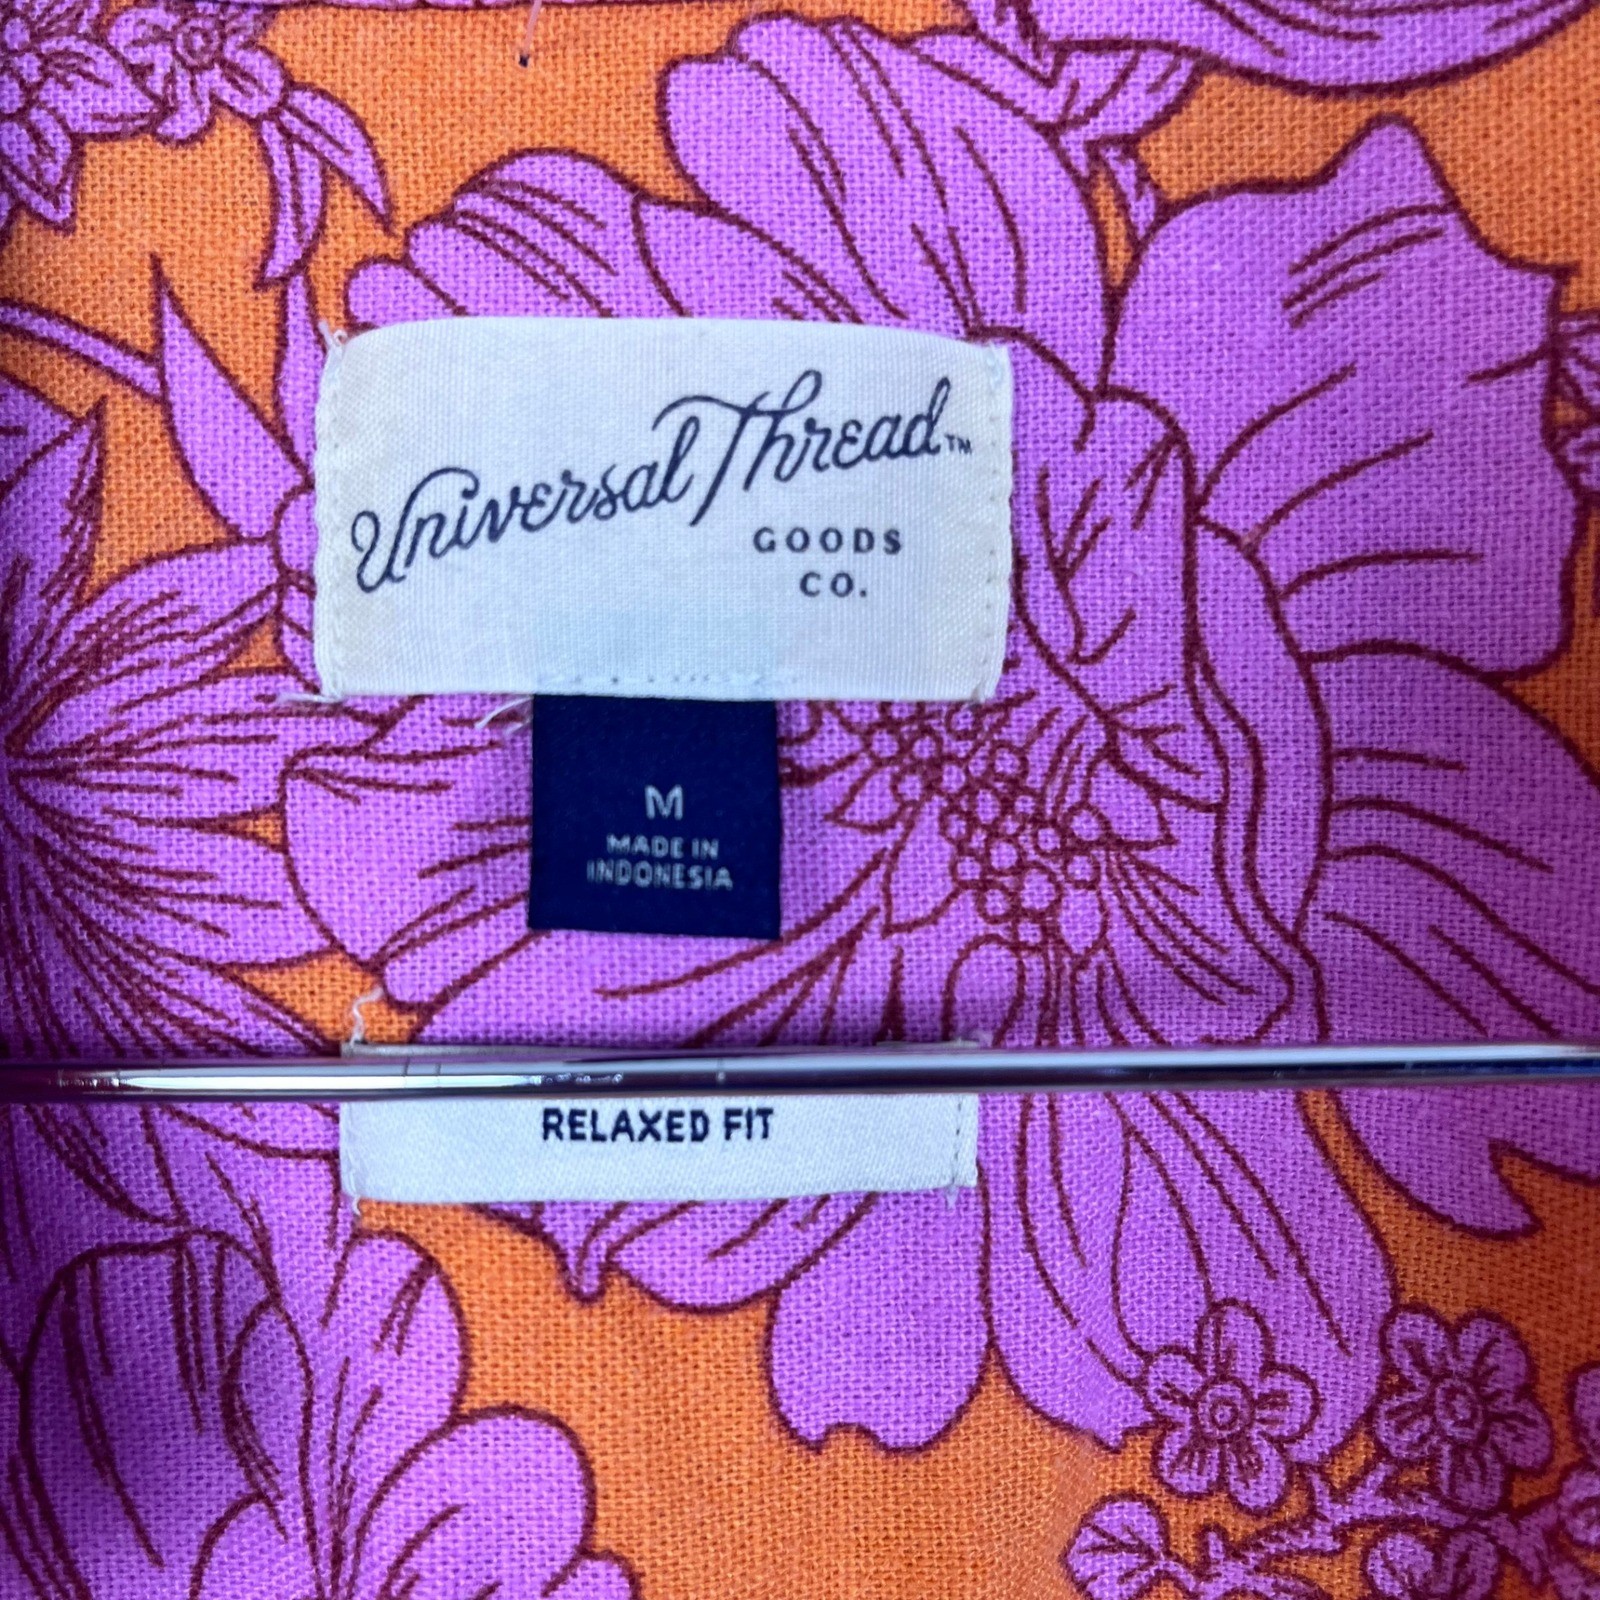 Universal Thread™
GOODS
CO.
M
MADE IN
INDONESIA
RELAXED FIT